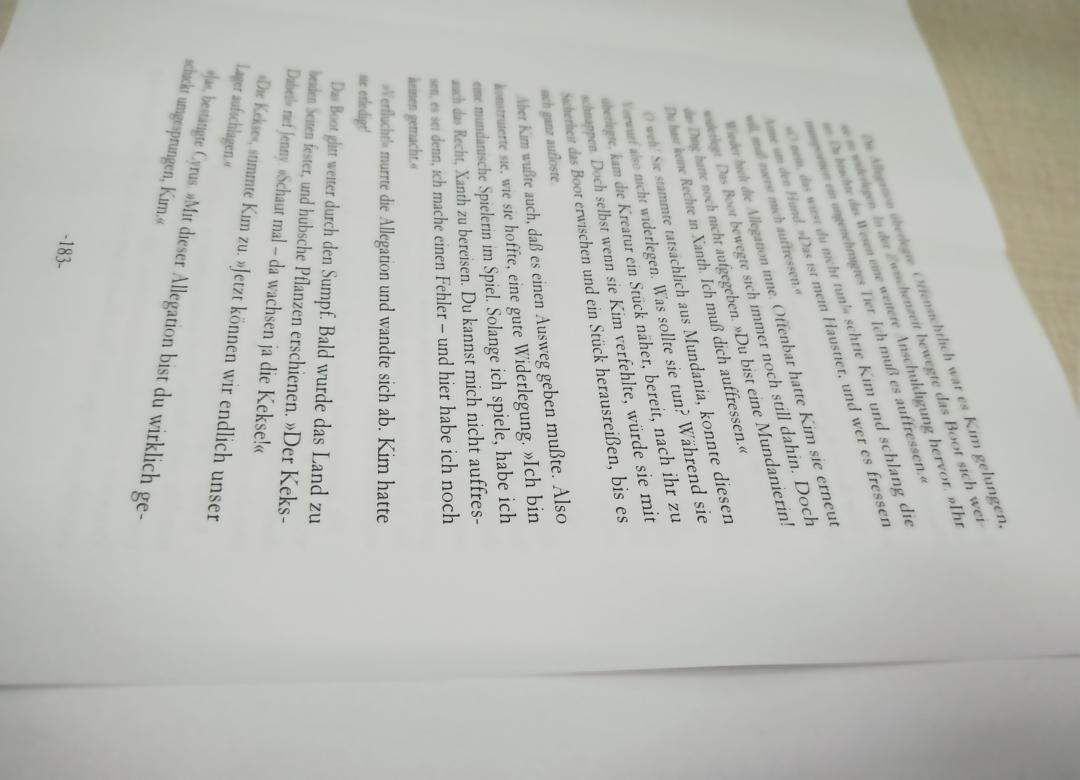 Die Allegation überlegte. Offensichtlich war es Kim gelungen,
sie zu widerlegen. In der Zwischenzeit bewegte das Boot sich wei-
ter. Da brachte das Wesen eine weitere Anschuldigung hervor. »Ihr
transportiert ein ungenehmigtes Tier. Ich muß es auffressen.«
»O nein, das wirst du nicht tun!« schrie Kim und schlang die
Arme um den Hund. »Das ist mein Haustier, und wer es fressen
will, muß zuerst mich auffressen.«
Wieder hielt die Allegation inne. Offenbar hatte Kim sie erneut
widerlegt. Das Boot bewegte sich immer noch still dahin. Doch
das Ding hatte noch nicht aufgegeben. »Du bist eine Mundanierin!
Du hast keine Rechte in Xanth. Ich muß dich auffressen.«
O weh! Sie stammte tatsächlich aus Mundania, konnte diesen
Vorwurf also nicht widerlegen. Was sollte sie tun? Während sie
überlegte, kam die Kreatur ein Stück näher, bereit, nach ihr zu
schnappen. Doch selbst wenn sie Kim verfehlte, würde sie mit
Sicherheit das Boot erwischen und ein Stück herausreißen, bis es
sich ganz auflöste.
Aber Kim wußte auch, daß es einen Ausweg geben mußte. Also
konstruierte sie, wie sie hoffte, eine gute Widerlegung. »Ich bin
eine mundanische Spielerin im Spiel. Solange ich spiele, habe ich
auch das Recht, Xanth zu bereisen. Du kannst mich nicht auffres-
sen, es sei denn, ich mache einen Fehler – und hier habe ich noch
keinen gemacht.«
»Verflucht!« murrte die Allegation und wandte sich ab. Kim hatte
sie erledigt!
Das Boot glitt weiter durch den Sumpf. Bald wurde das Land zu
beiden Seiten fester, und hübsche Pflanzen erschienen. »Der Keks-
Dubel!« rief Jenny. »Schaut mal – da wachsen ja die Kekse!«
»Die Kekse«, stimmte Kim zu. »Jetzt können wir endlich unser
Lager aufschlagen.«
»Ja«, bestätigte Cyrus. »Mit dieser Allegation bist du wirklich ge-
schickt umgesprungen, Kim.«
-183-